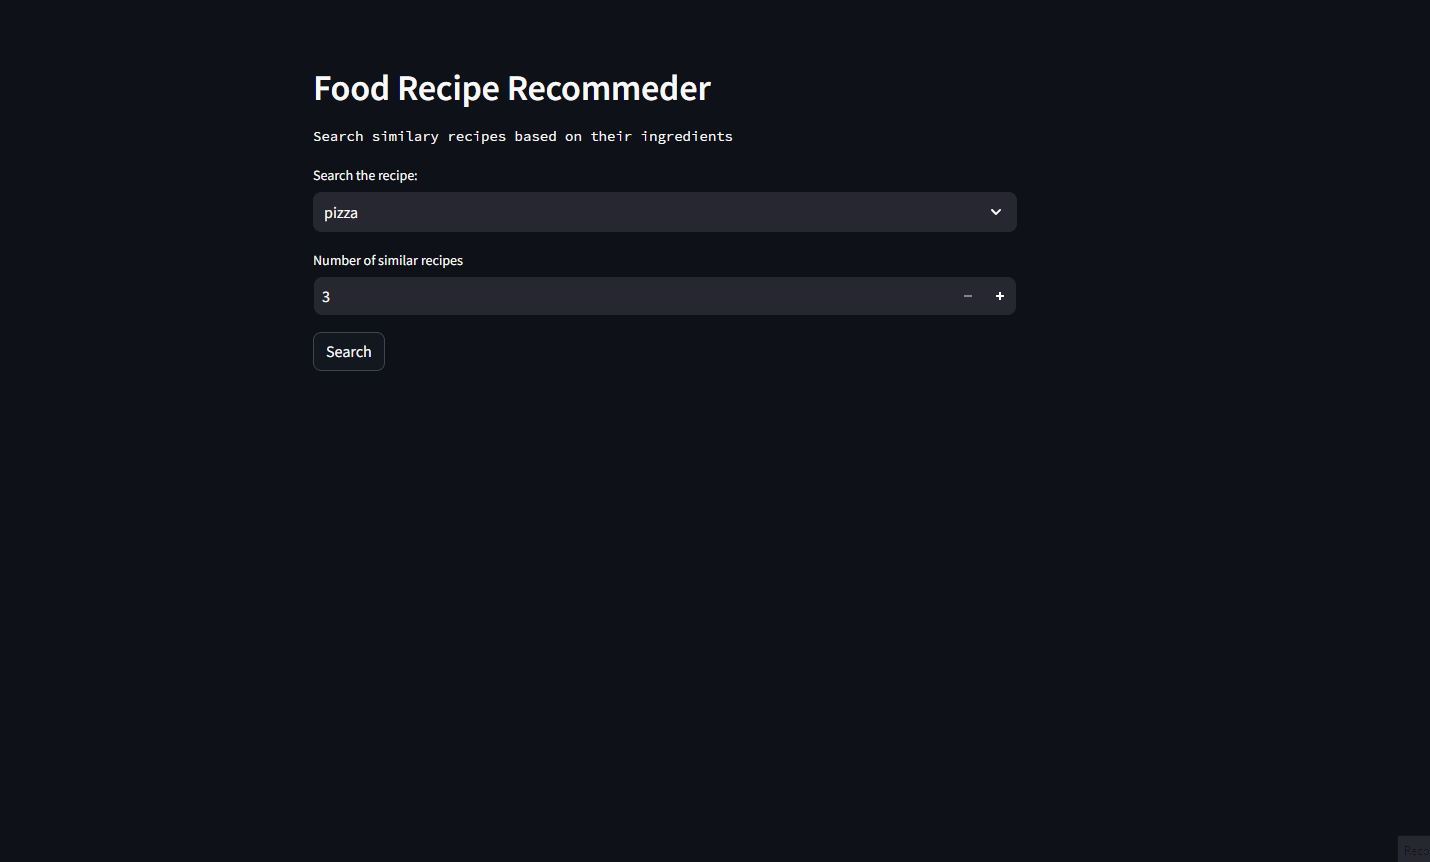 Food Recipe Recommeder
Search similary recipes based on their ingredients
Search the recipe:
pizza
Number of similar recipes
3
Search